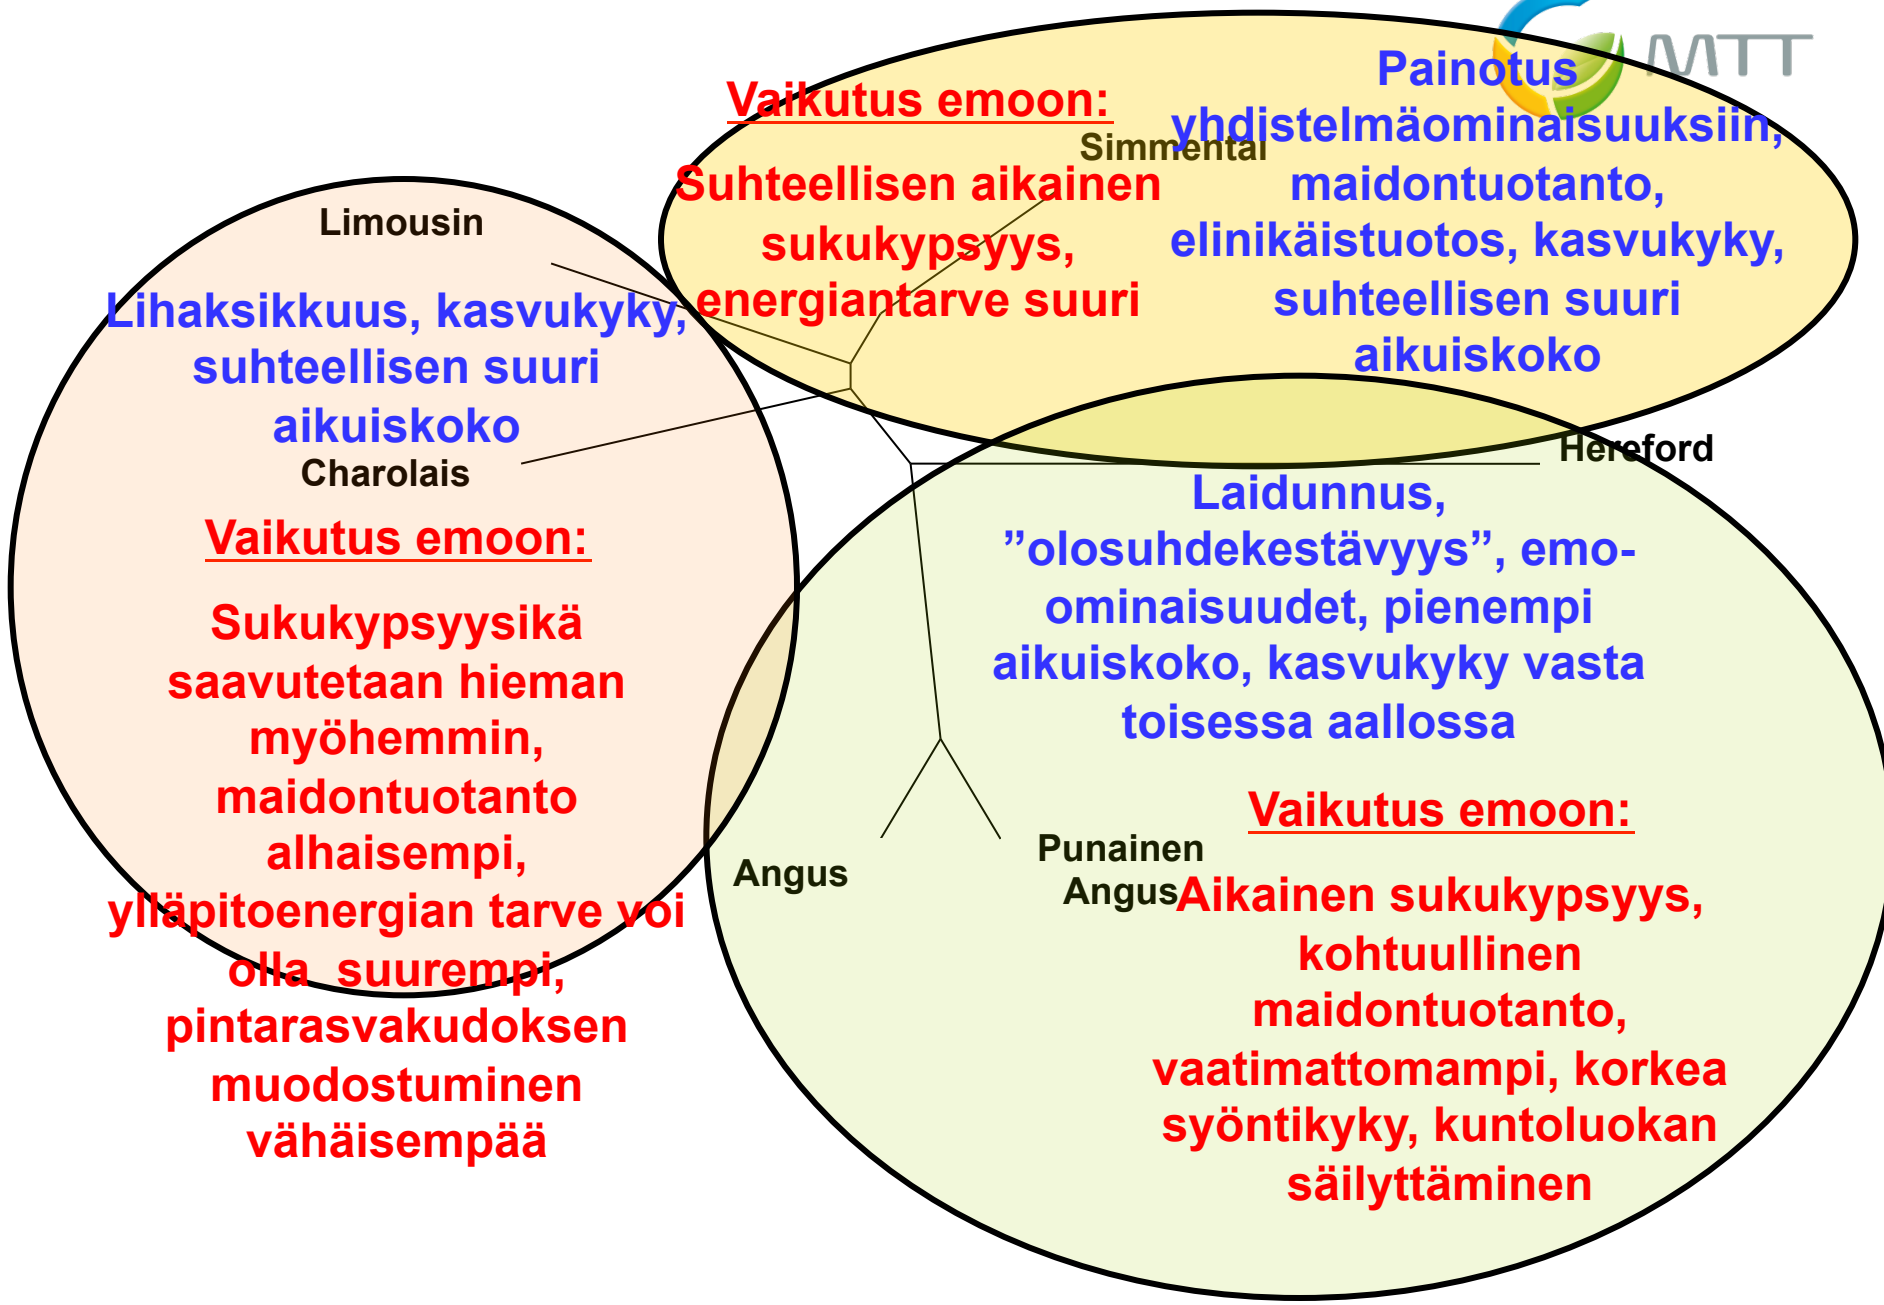 MTT
Vaikutus emoon:
Simmental
Suhteellisen aikainen
sukukypsyys,
energiantarve suuri
Painotus
yhdistelmäominaisuuksiin,
maidontuotanto,
elinikäistuotos, kasvukyky,
suhteellisen suuri
aikuiskoko
Limousin
Lihaksikkuus, kasvukyky,
suhteellisen suuri
aikuiskoko
Charolais
Vaikutus emoon:
Sukukypsyysikä
saavutetaan hieman
myöhemmin,
maidontuotanto
alhaisempi,
ylläpitoenergian tarve voi
olla suurempi,
pintarasvakudoksen
muodostuminen
vähäisempää
Hereford
Laidunnus,
”olosuhdekestävyys”, emo-
ominaisuudet, pienempi
aikuiskoko, kasvukyky vasta
toisessa aallossa
Angus
Punainen
Angus
Vaikutus emoon:
Aikainen sukukypsyys,
kohtuullinen
maidontuotanto,
vaatimattomampi, korkea
syöntikyky, kuntoluokan
säilyttäminen